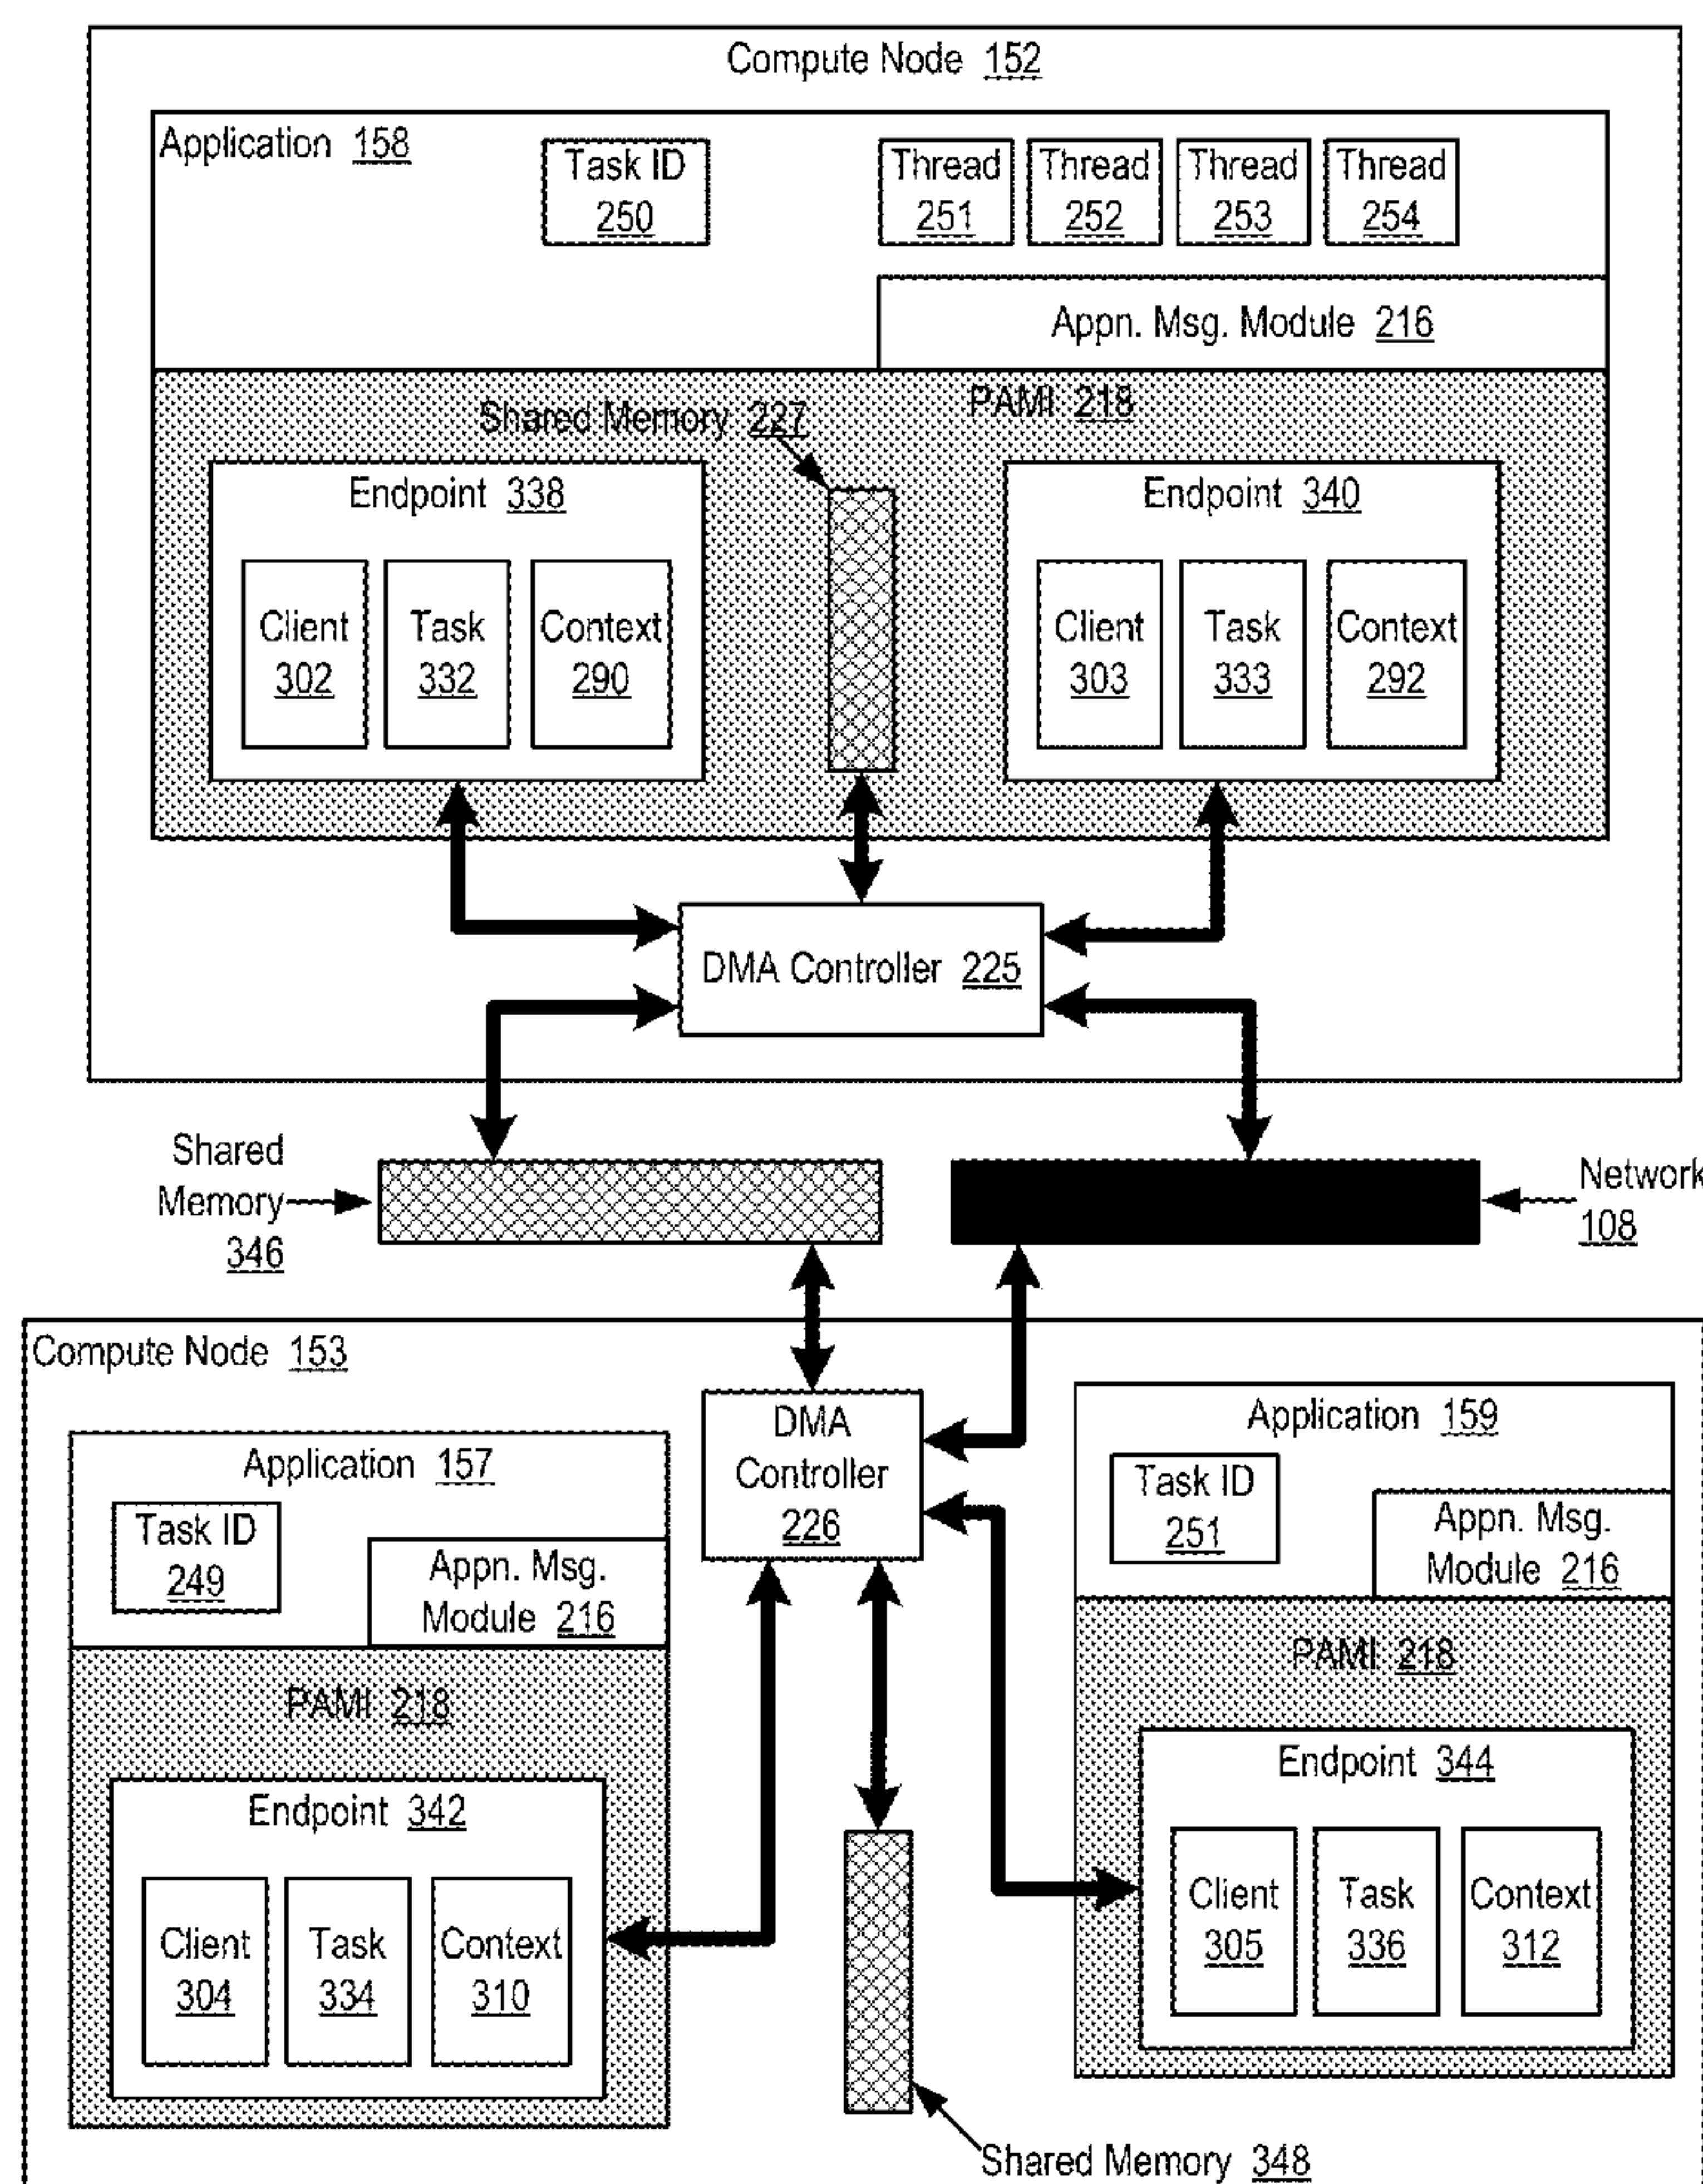 Compute Node 152
Application 158
Task ID
250
Thread
251
Thread
252
Thread
253
Thread
254
Appn. Msg. Module 216
PAMI 218
Shared Memory 227
Endpoint 338
Client
302
Task
332
Context
290
Endpoint 340
Client
303
Task
333
Context
292
DMA Controller 225
Shared
Memory
346
Network
108
Compute Node 153
DMA
Controller
226
Application 157
Task ID
249
Appn. Msg.
Module 216
PAMI 218
Endpoint 342
Client
304
Task
334
Context
310
Application 159
Task ID
251
Appn. Msg.
Module 216
PAMI 218
Endpoint 344
Client
305
Task
336
Context
312
Shared Memory 348